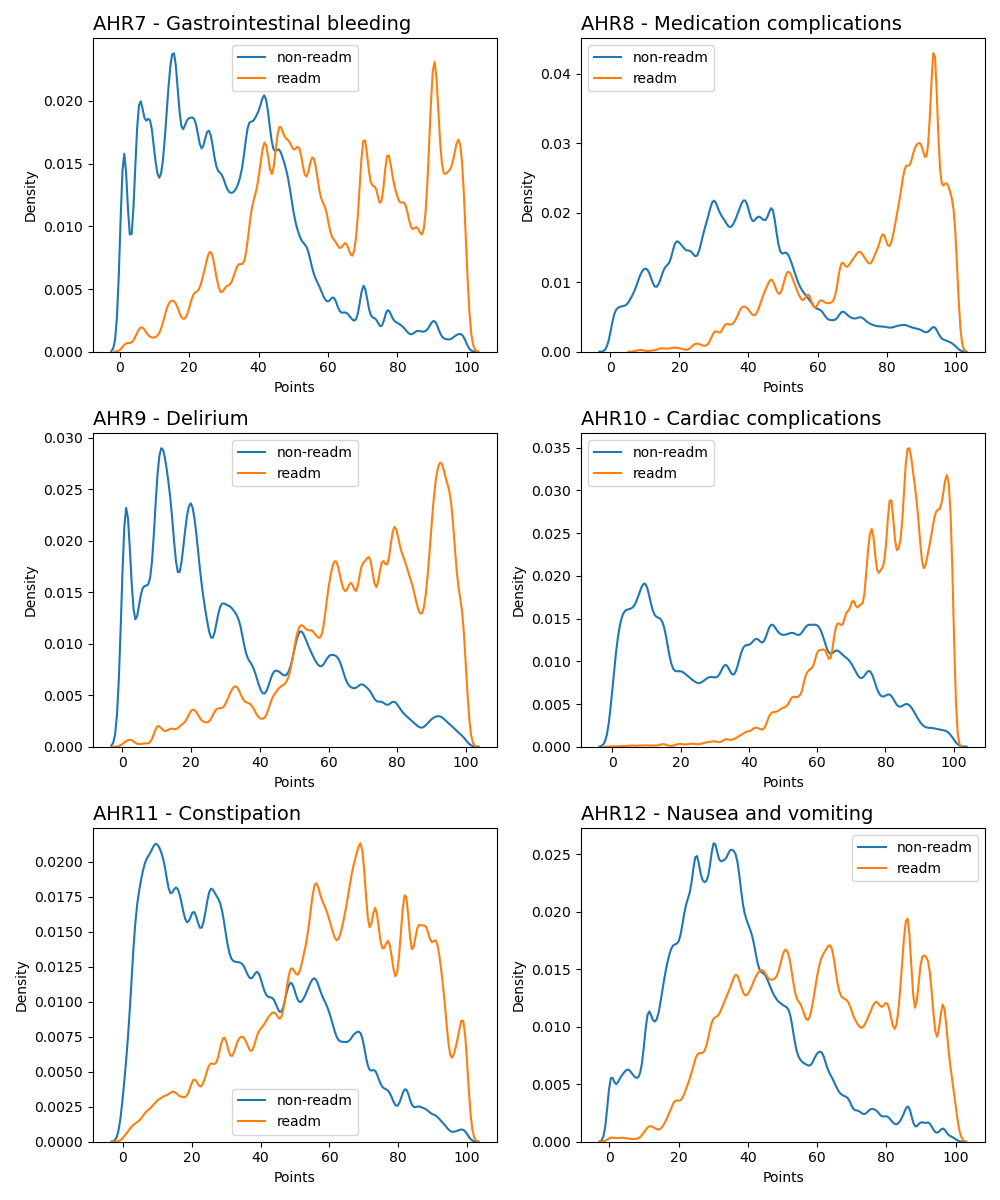 AHR7 - Gastrointestinal bleeding
non-readm
readm
0.020
0.015
0.010
0.005
0.000
Density
0 20 40 60 80 100
Points
AHR8 - Medication complications
non-readm
readm
0.04
0.03
0.02
0.01
0.00
Density
0 20 40 60 80 100
Points
AHR9 - Delirium
non-readm
readm
0.030
0.025
0.020
0.015
0.010
0.005
0.000
Density
0 20 40 60 80 100
Points
AHR10 - Cardiac complications
non-readm
readm
0.035
0.030
0.025
0.020
0.015
0.010
0.005
0.000
Density
0 20 40 60 80 100
Points
AHR11 - Constipation
0.0200
0.0175
0.0150
0.0125
0.0100
0.0075
0.0050
0.0025
0.0000
Density
non-readm
readm
0 20 40 60 80 100
Points
AHR12 - Nausea and vomiting
non-readm
readm
0.025
0.020
0.015
0.010
0.005
0.000
Density
0 20 40 60 80 100
Points